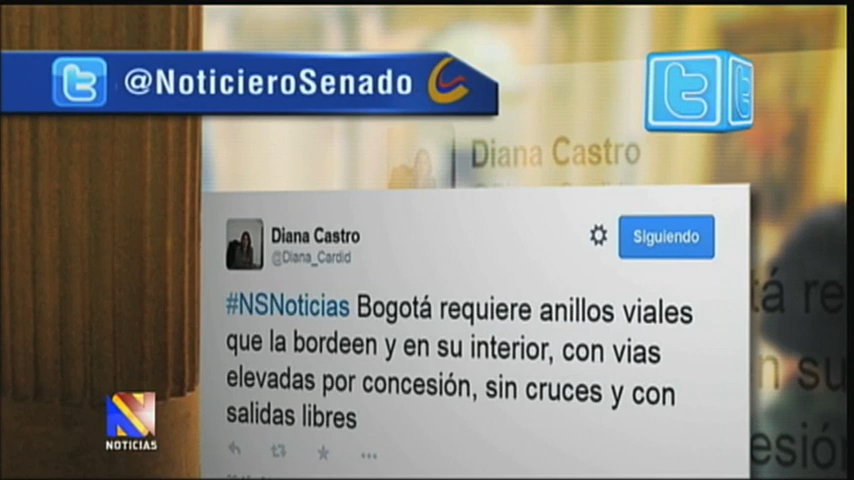 @NoticieroSenado
Diana Castro
Diana Castro
@Diana_Cardid
Siguiendo
#NSNoticias Bogotá requiere anillos viales
que la bordeen y en su interior, con vias
elevadas por concesión, sin cruces y con
salidas libres
NOTICIAS